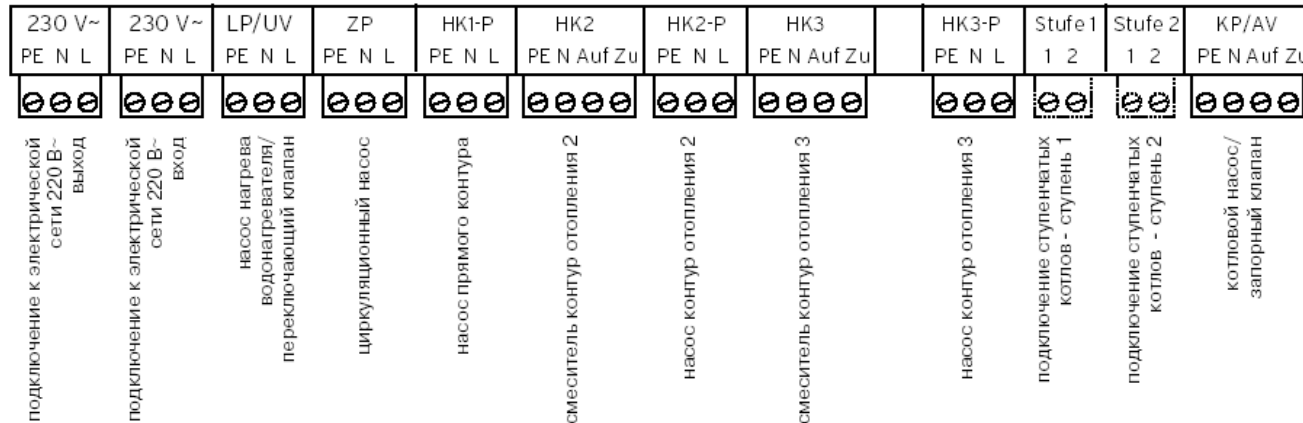 230 V~ 230 V~ LP/UV ZP HK1-P HK2 HK2-P HK3 HK3-P Stufe 1 Stufe 2 KP/AV
PE N L PE N L PE N L PE N L PE N L PE N Auf Zu PE N L PE N Auf Zu PE N L 1 2 1 2 PE N Auf Zu
подключение к электрической
сети 220 В~
выход
подключение к электрической
сети 220 В~
вход
насос нагрева
водонагревателя/
переключающий клапан
циркуляционный насос
насос прямого контура
смеситель контур отопления 2
насос контур отопления 2
смеситель контур отопления 3
насос контур отопления 3
подключение ступенчатых
котлов - ступень 1
подключение ступенчатых
котлов - ступень 2
котловой насос/
запорный клапан